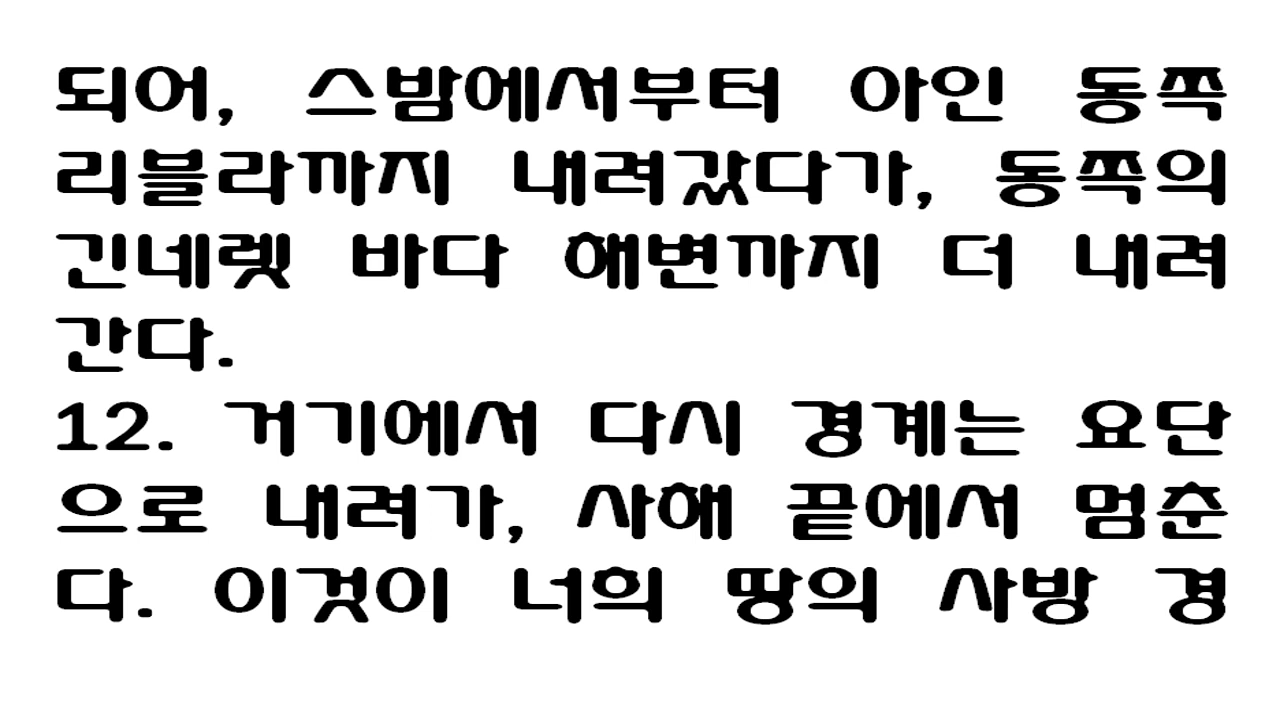 되어, 스밤에서부터 아인 동쪽
리블라까지 내려갔다가, 동쪽의
긴네렛 바다 해변까지 더 내려
간다.
12. 거기에서 다시 경계는 요단
으로 내려가, 사해 끝에서 멈춘
다. 이것이 너희 땅의 사방 경